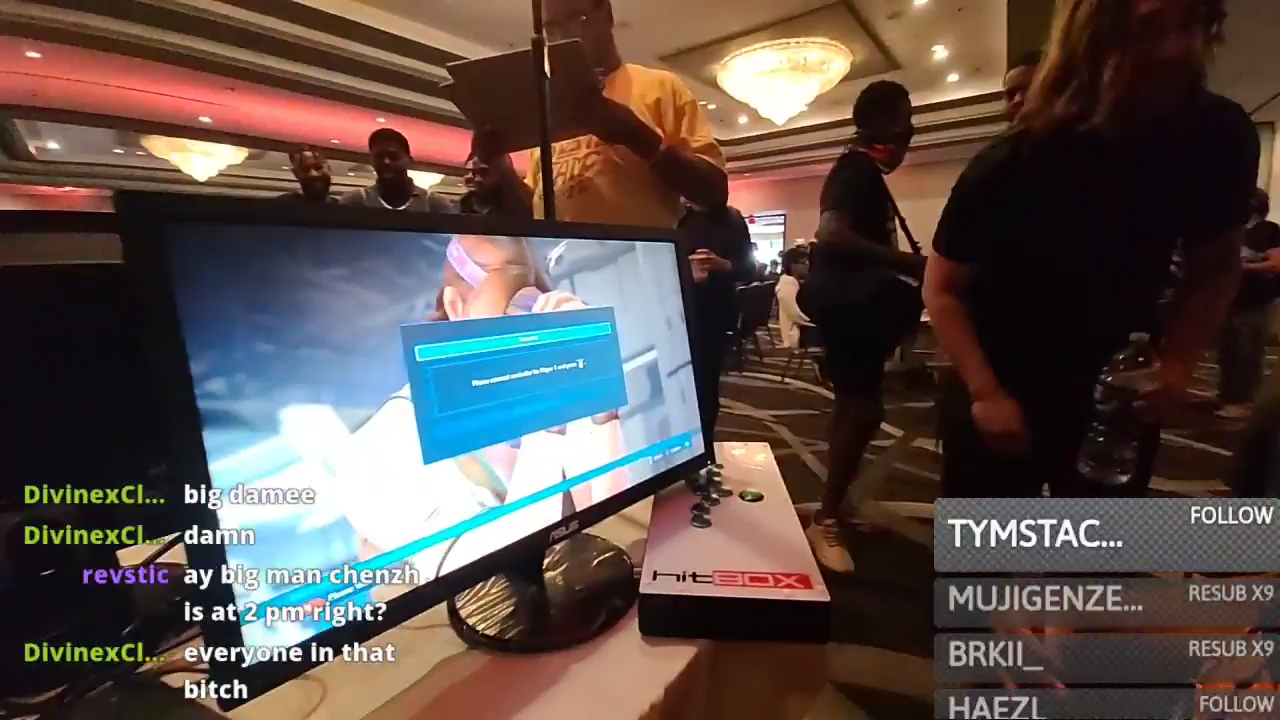 ASUS
hitBOX
DivinexCl... big damee
DivinexCl... damn
revstic ay big man chenzh
is at 2 pm right?
DivinexCl... everyone in that
bitch
TYMSTAC... FOLLOW
MUJIGENZE... RESUB X9
BRKII_ RESUB X9
HAEZL FOLLOW